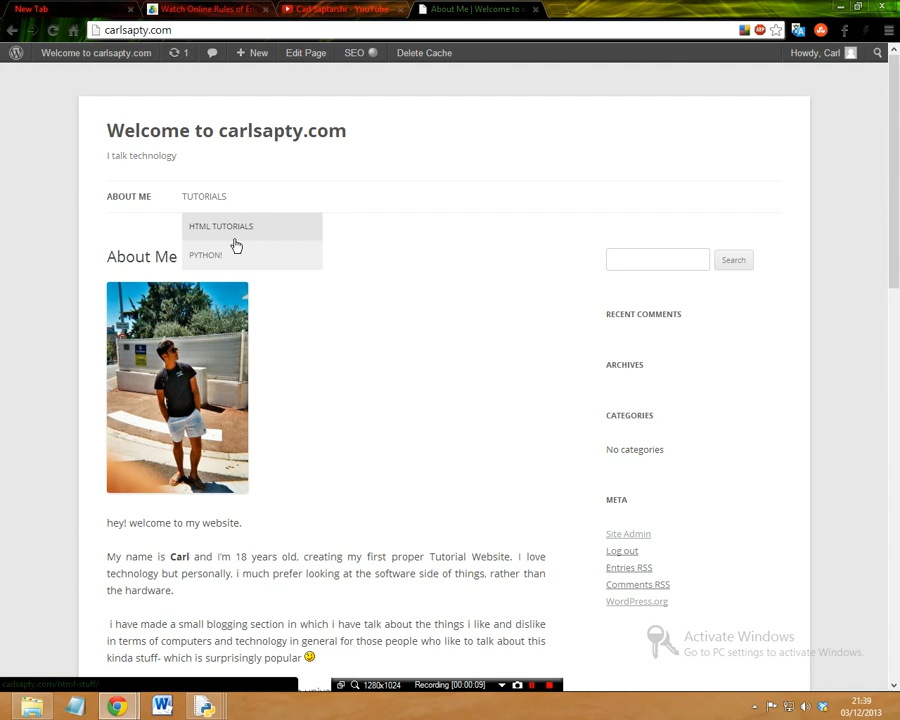 New Tab
Watch Online Rules of En
Carl Saptarshi - YouTube
About Me | Welcome to c
carlsapty.com
Welcome to carlsapty.com
1
+ New
Edit Page
SEO
Delete Cache
Howdy, Carl
Welcome to carlsapty.com
I talk technology
ABOUT ME
TUTORIALS
HTML TUTORIALS
PYTHON!
About Me
Search
RECENT COMMENTS
ARCHIVES
CATEGORIES
No categories
META
Site Admin
Log out
Entries RSS
Comments RSS
WordPress.org
hey! welcome to my website.
My name is Carl and I'm 18 years old, creating my first proper Tutorial Website. I love
technology but personally, i much prefer looking at the software side of things, rather than
the hardware.
i have made a small blogging section in which i have talk about the things i like and dislike
in terms of computers and technology in general for those people who like to talk about this
kinda stuff- which is surprisingly popular
Activate Windows
Go to PC settings to activate Windows.
carlsapty.com/html-stuff/
1280x1024
Recording [00:00:09]
21:39
03/12/2013